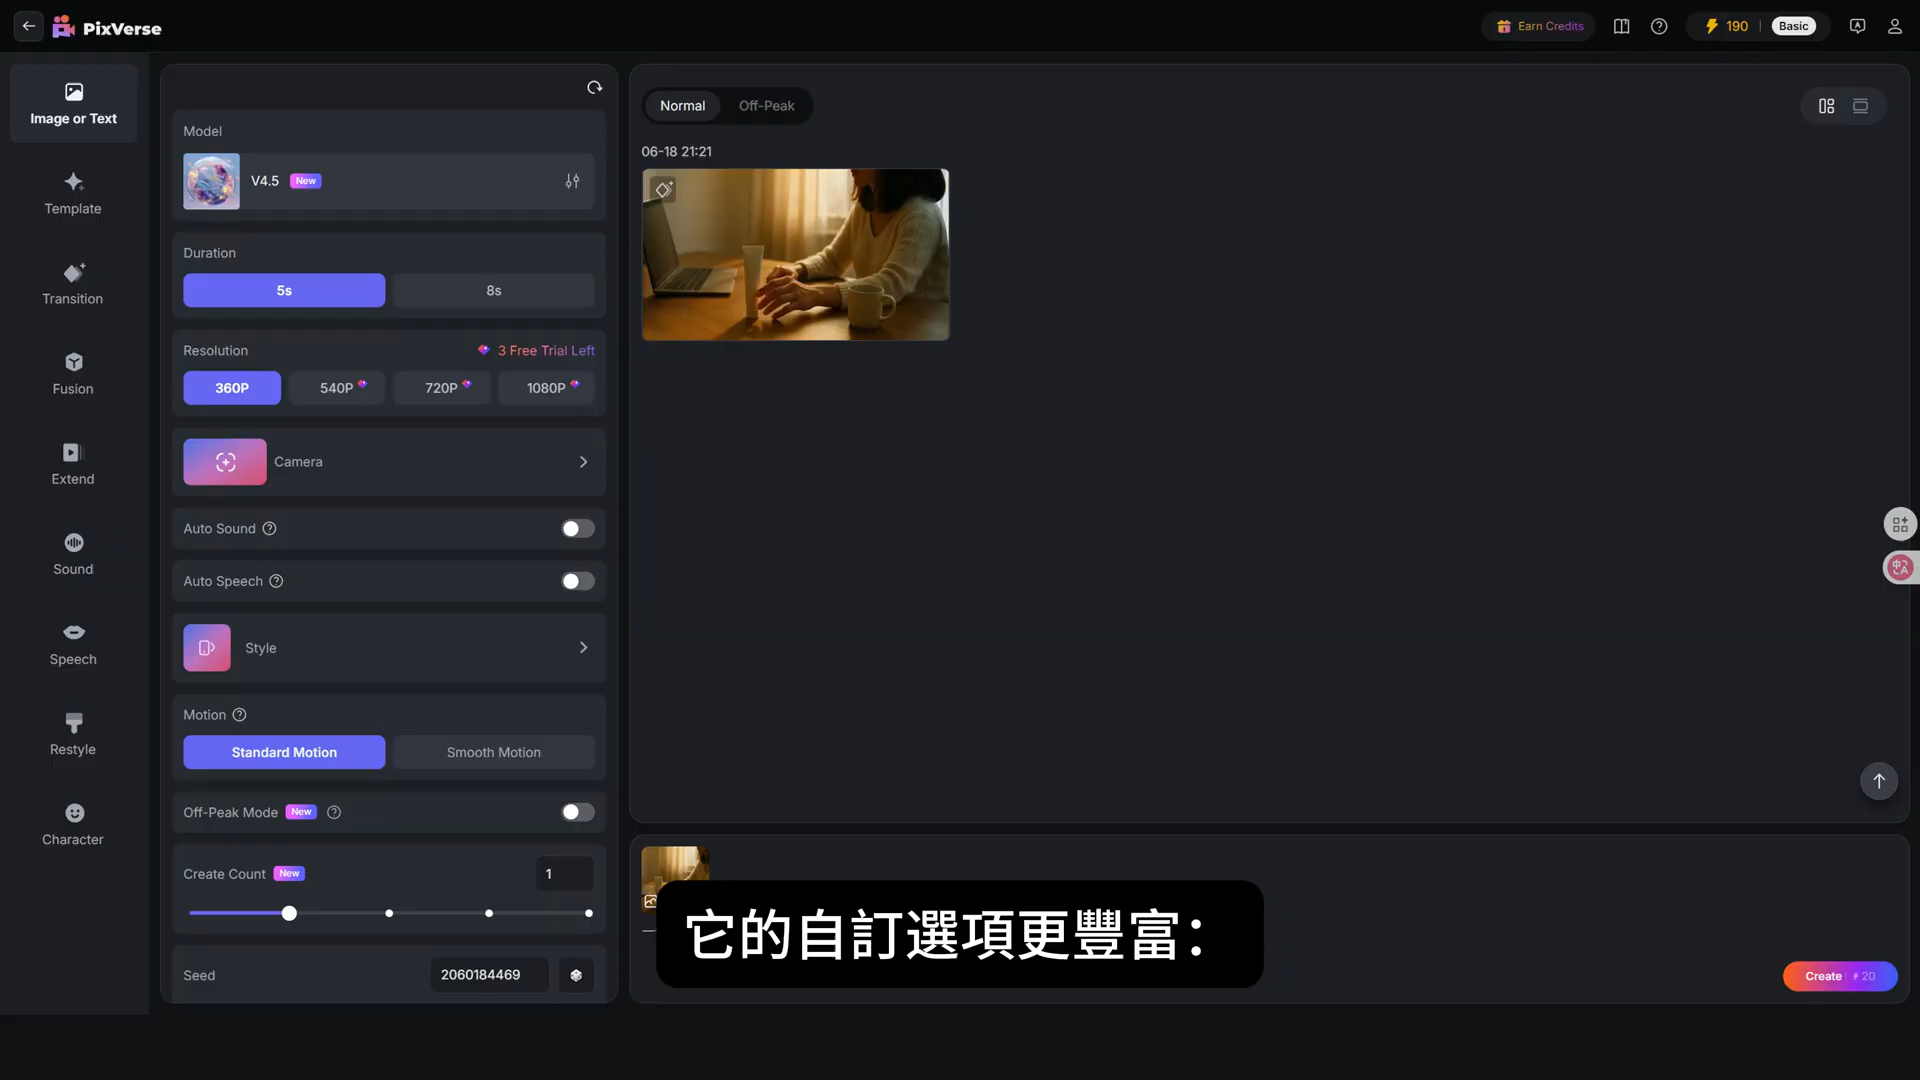 PixVerse
Earn Credits
190
Basic
Image or Text
Template
Transition
Fusion
Extend
Sound
Speech
Restyle
Character
Model
V4.5 New
Duration
5s
8s
Resolution
3 Free Trial Left
360P
540P
720P
1080P
Camera
Auto Sound
Auto Speech
Style
Motion
Standard Motion
Smooth Motion
Off-Peak Mode New
Create Count New
1
Seed
2060184469
Normal
Off-Peak
06-18 21:21
它的自訂選項更豐富：
Create 20